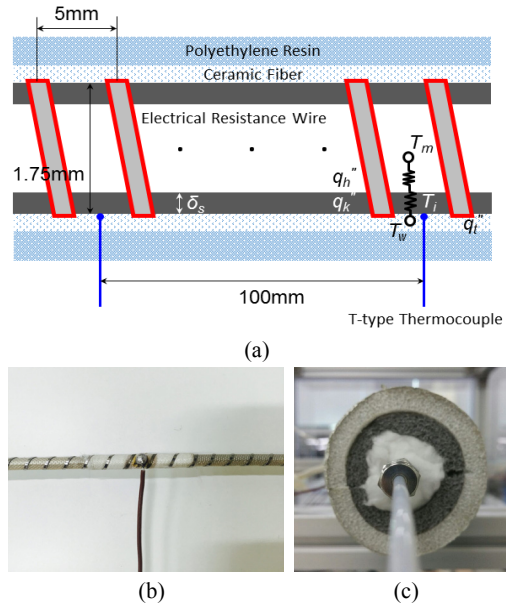 5mm
Polyethylene Resin
Ceramic Fiber
Electrical Resistance Wire
1.75mm
T_m
q_h"
q_k"
δ_s
T_i
T_w
q_t"
100mm
T-type Thermocouple
(a)
(b)
(c)